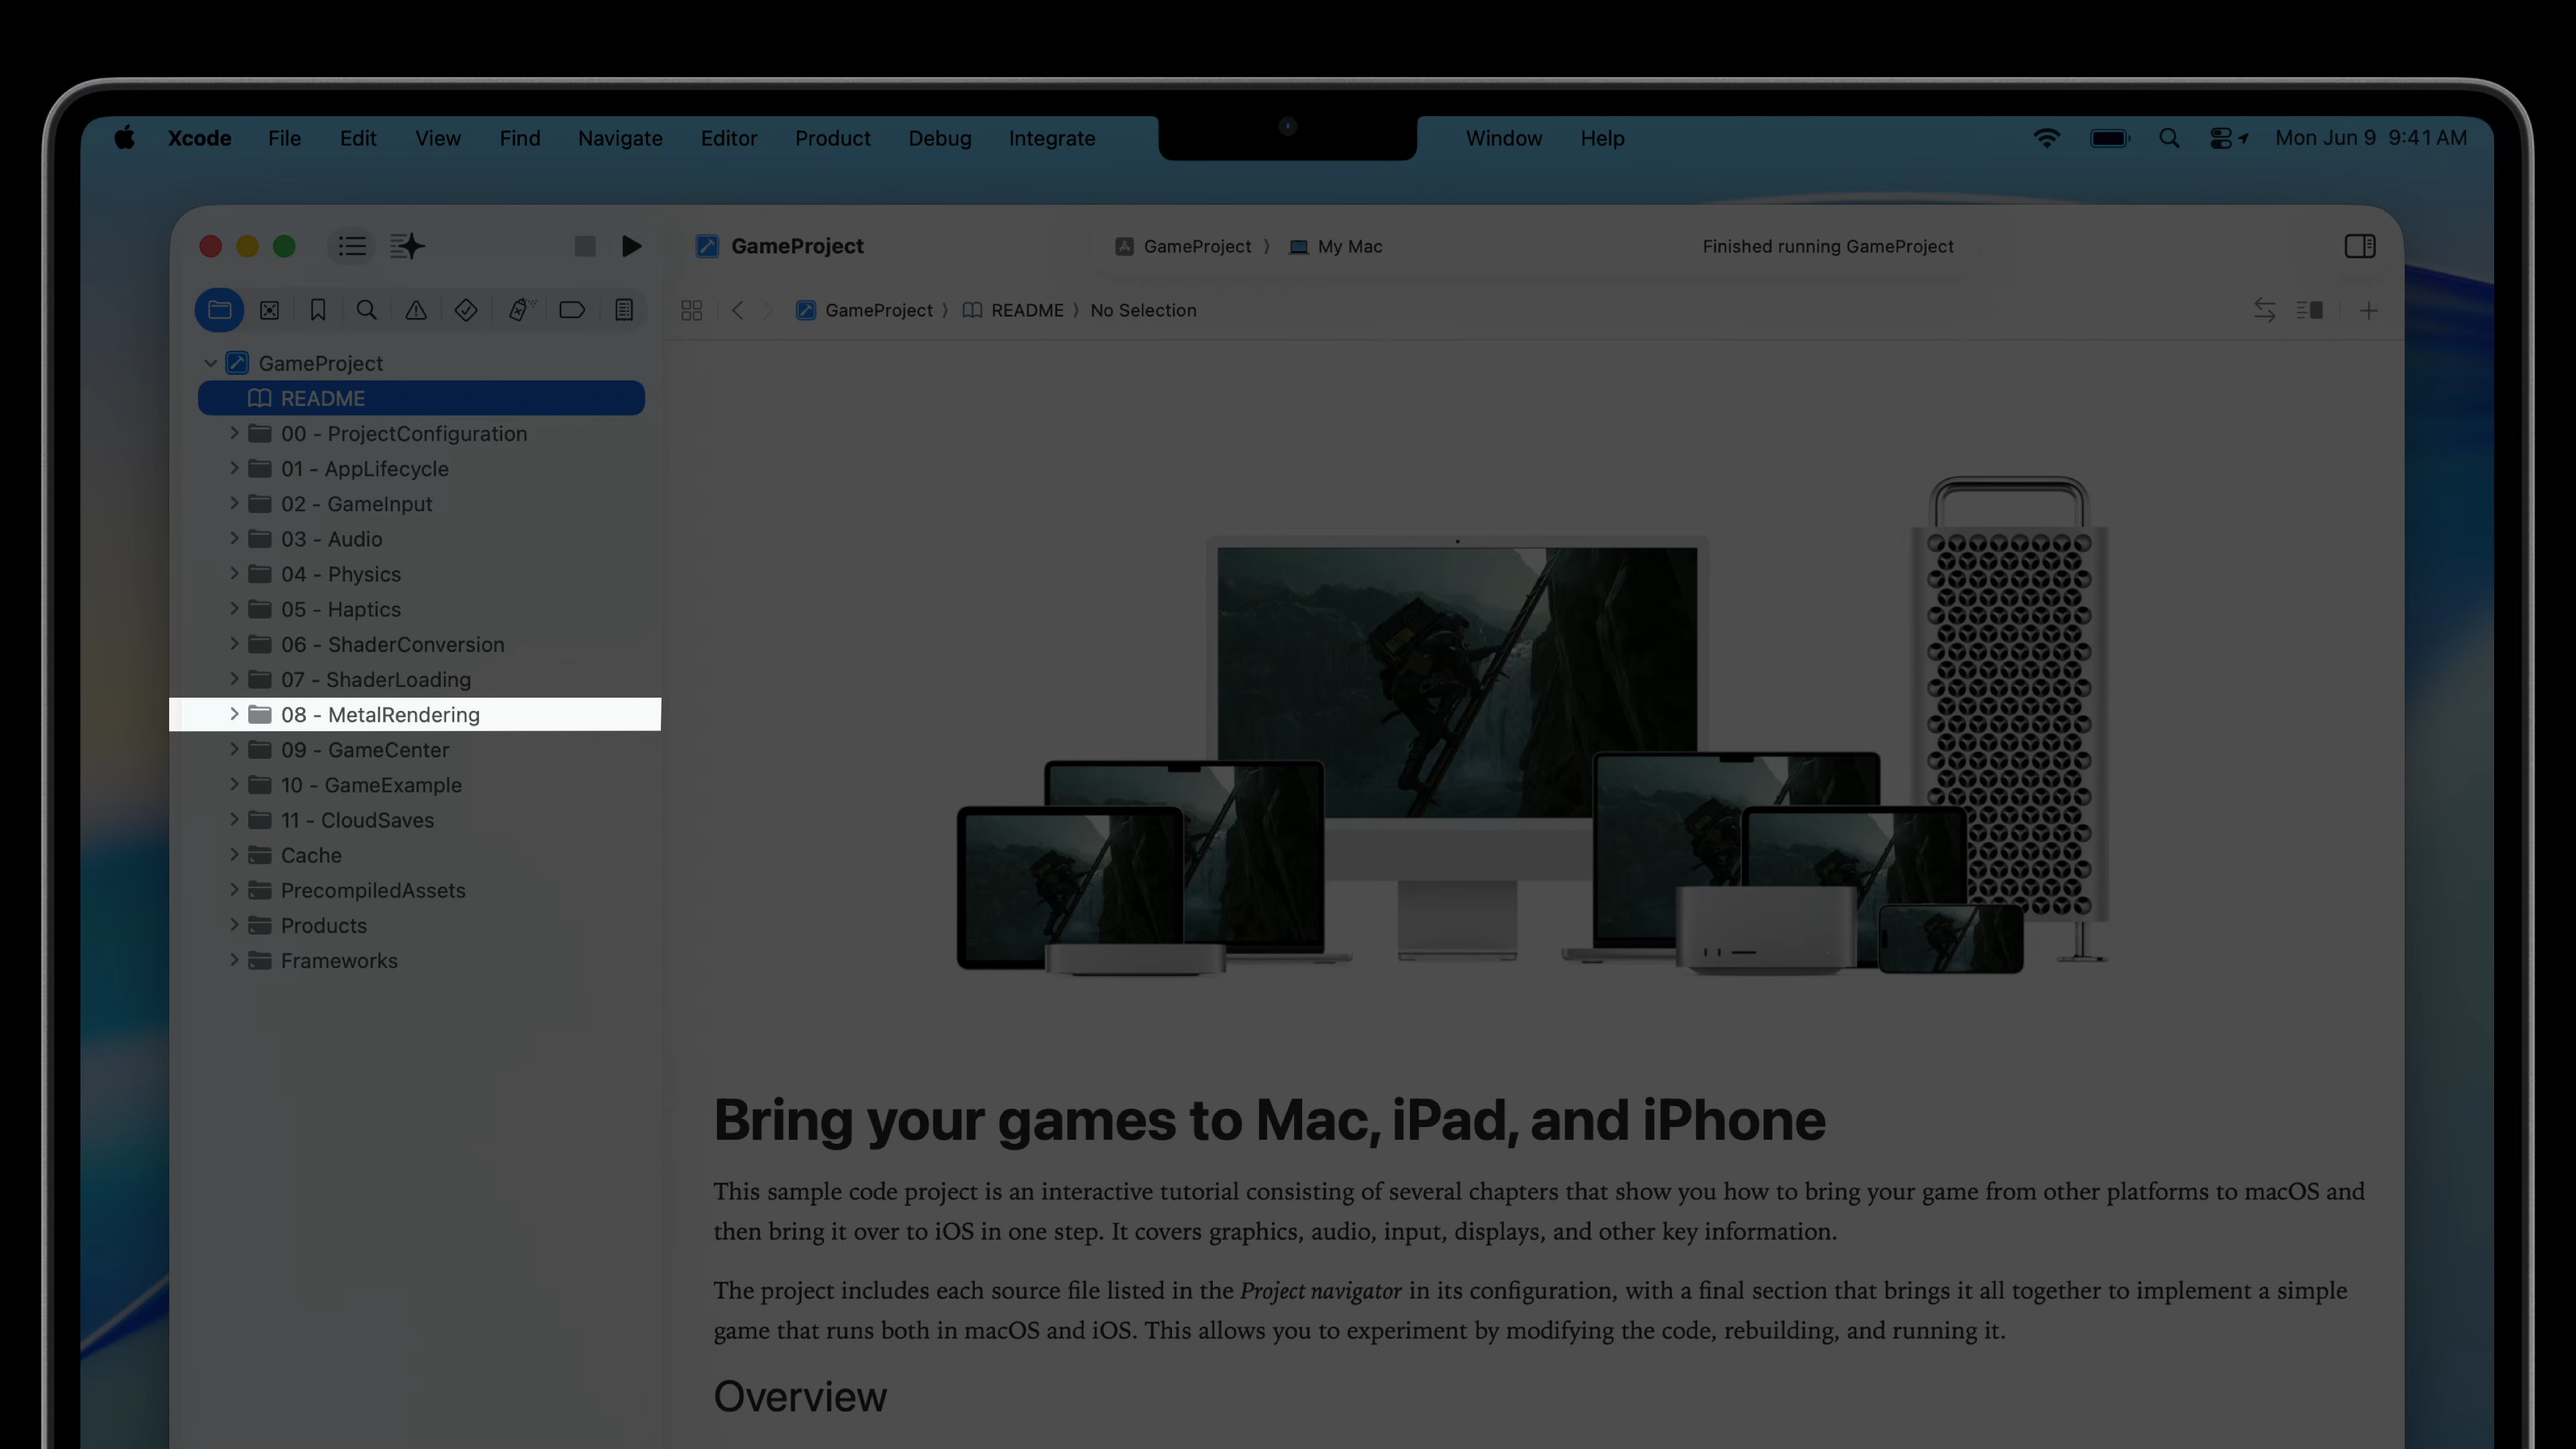 Xcode File Edit View Find Navigate Editor Product Debug Integrate Window Help Mon Jun 9 9:41 AM
GameProject GameProject 〉 My Mac Finished running GameProject
GameProject 〉 README 〉 No Selection
GameProject
README
00 - ProjectConfiguration
01 - AppLifecycle
02 - GameInput
03 - Audio
04 - Physics
05 - Haptics
06 - ShaderConversion
07 - ShaderLoading
08 - MetalRendering
09 - GameCenter
10 - GameExample
11 - CloudSaves
Cache
PrecompiledAssets
Products
Frameworks
Bring your games to Mac, iPad, and iPhone
This sample code project is an interactive tutorial consisting of several chapters that show you how to bring your game from other platforms to macOS and
then bring it over to iOS in one step. It covers graphics, audio, input, displays, and other key information.
The project includes each source file listed in the Project navigator in its configuration, with a final section that brings it all together to implement a simple
game that runs both in macOS and iOS. This allows you to experiment by modifying the code, rebuilding, and running it.
Overview